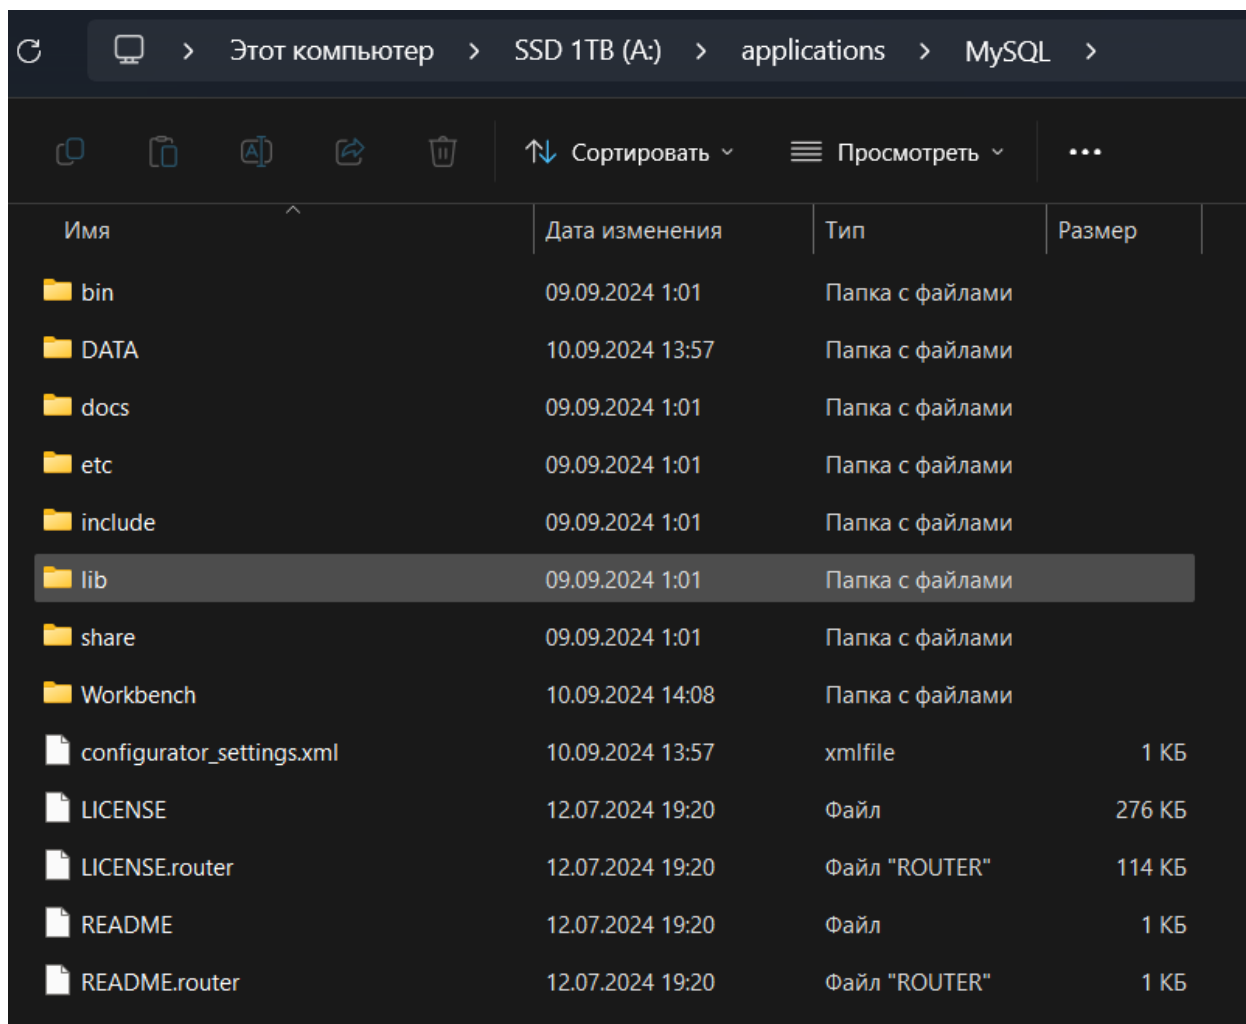 Этот компьютер > SSD 1TB (A:) > applications > MySQL >
Сортировать Просмотреть
Имя Дата изменения Тип Размер
bin 09.09.2024 1:01 Папка с файлами
DATA 10.09.2024 13:57 Папка с файлами
docs 09.09.2024 1:01 Папка с файлами
etc 09.09.2024 1:01 Папка с файлами
include 09.09.2024 1:01 Папка с файлами
lib 09.09.2024 1:01 Папка с файлами
share 09.09.2024 1:01 Папка с файлами
Workbench 10.09.2024 14:08 Папка с файлами
configurator_settings.xml 10.09.2024 13:57 xmlfile 1 КБ
LICENSE 12.07.2024 19:20 Файл 276 КБ
LICENSE.router 12.07.2024 19:20 Файл "ROUTER" 114 КБ
README 12.07.2024 19:20 Файл 1 КБ
README.router 12.07.2024 19:20 Файл "ROUTER" 1 КБ